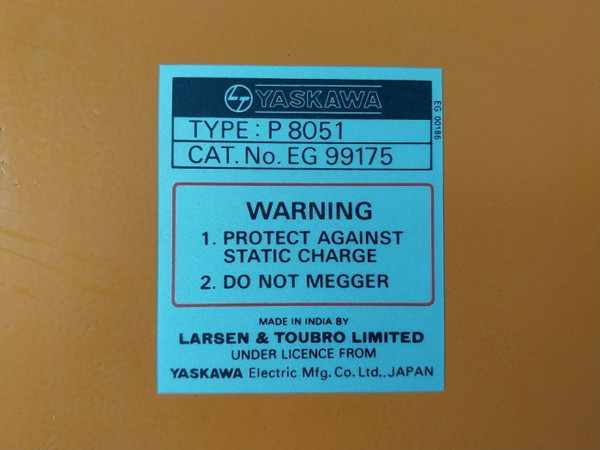 LT YASKAWA
TYPE: P 8051
CAT. No. EG 99175
EG 00186
WARNING
1. PROTECT AGAINST
STATIC CHARGE
2. DO NOT MEGGER
MADE IN INDIA BY
LARSEN & TOUBRO LIMITED
UNDER LICENCE FROM
YASKAWA Electric Mfg. Co. Ltd., JAPAN